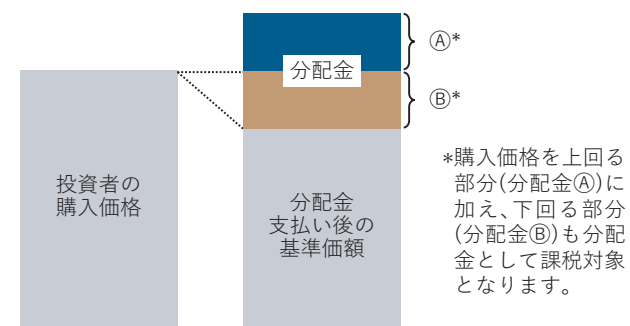 Ⓐ*
分配金
Ⓑ*
投資者の
購入価格
分配金
支払い後の
基準価額
*購入価格を上回る
部分(分配金Ⓐ)に
加え、下回る部分
(分配金Ⓑ)も分配
金として課税対象
となります。